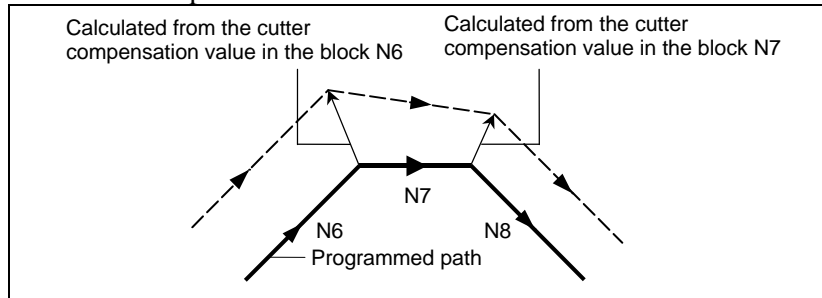 Calculated from the cutter
compensation value in the block N6
Calculated from the cutter
compensation value in the block N7
N7
N6
N8
Programmed path